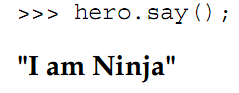 >>> hero.say();
"I am Ninja"